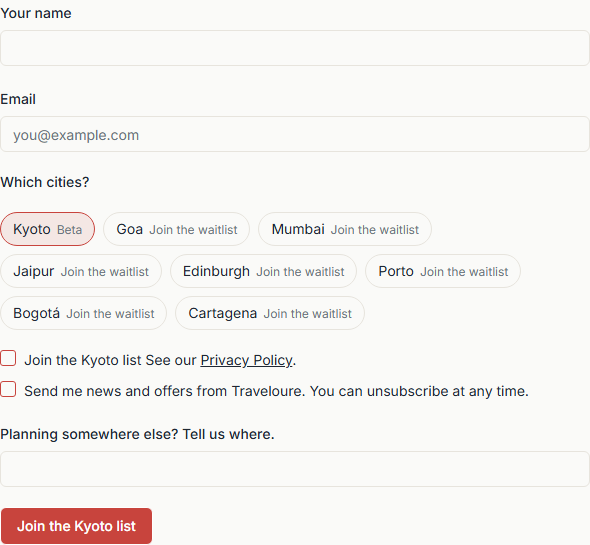 Your name
Email
you@example.com
Which cities?
Kyoto Beta Goa Join the waitlist Mumbai Join the waitlist
Jaipur Join the waitlist Edinburgh Join the waitlist Porto Join the waitlist
Bogotá Join the waitlist Cartagena Join the waitlist
Join the Kyoto list See our Privacy Policy.
Send me news and offers from Traveloure. You can unsubscribe at any time.
Planning somewhere else? Tell us where.
Join the Kyoto list